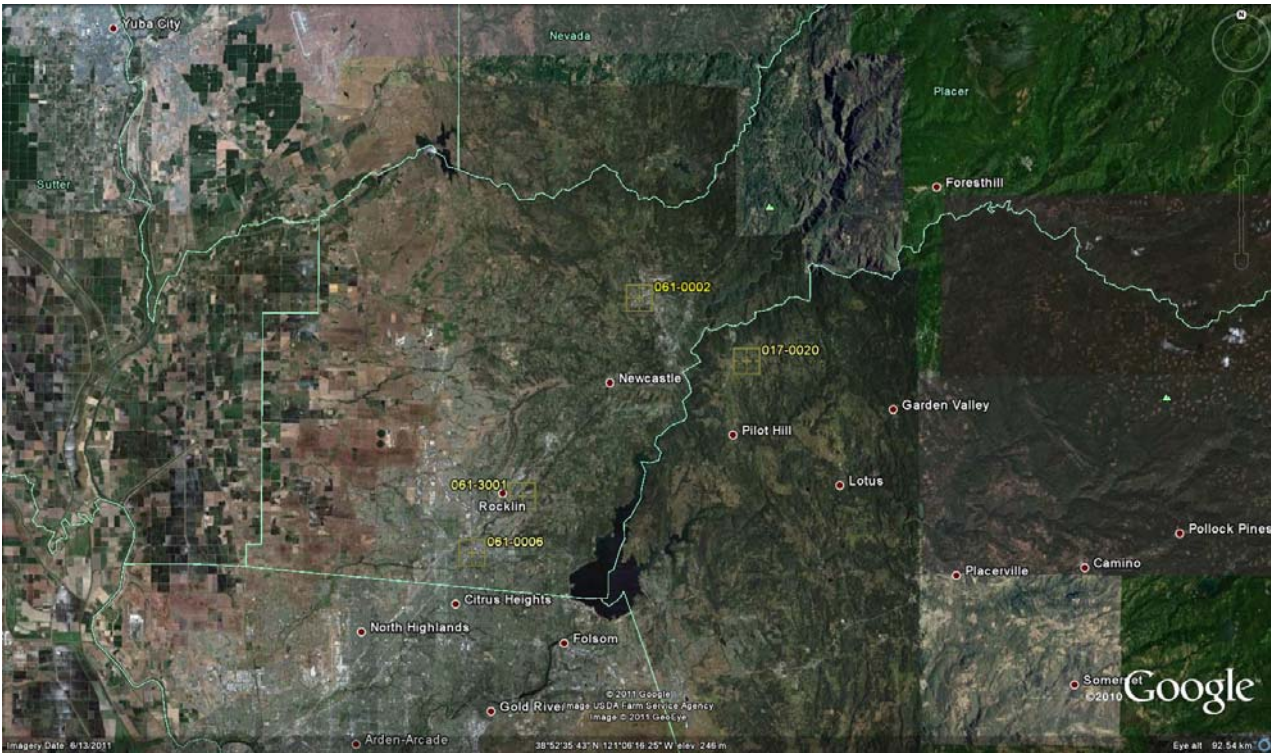 Yuba City
Nevada
N
Placer
Sutter
Foresthill
061-0002
017-0020
Newcastle
Garden Valley
Pilot Hill
061-3001
Rocklin
Lotus
061-0006
Pollock Pines
Camino
Placerville
Citrus Heights
North Highlands
Folsom
Somerset
©2010 Google
© 2011 Google
Gold River
Image USDA Farm Service Agency
Image © 2011 GeoEye
Arden-Arcade
Imagery Date: 6/13/2011
38°52'35.43" N 121°06'16.25" W elev 246 m
Eye alt 92.54 km